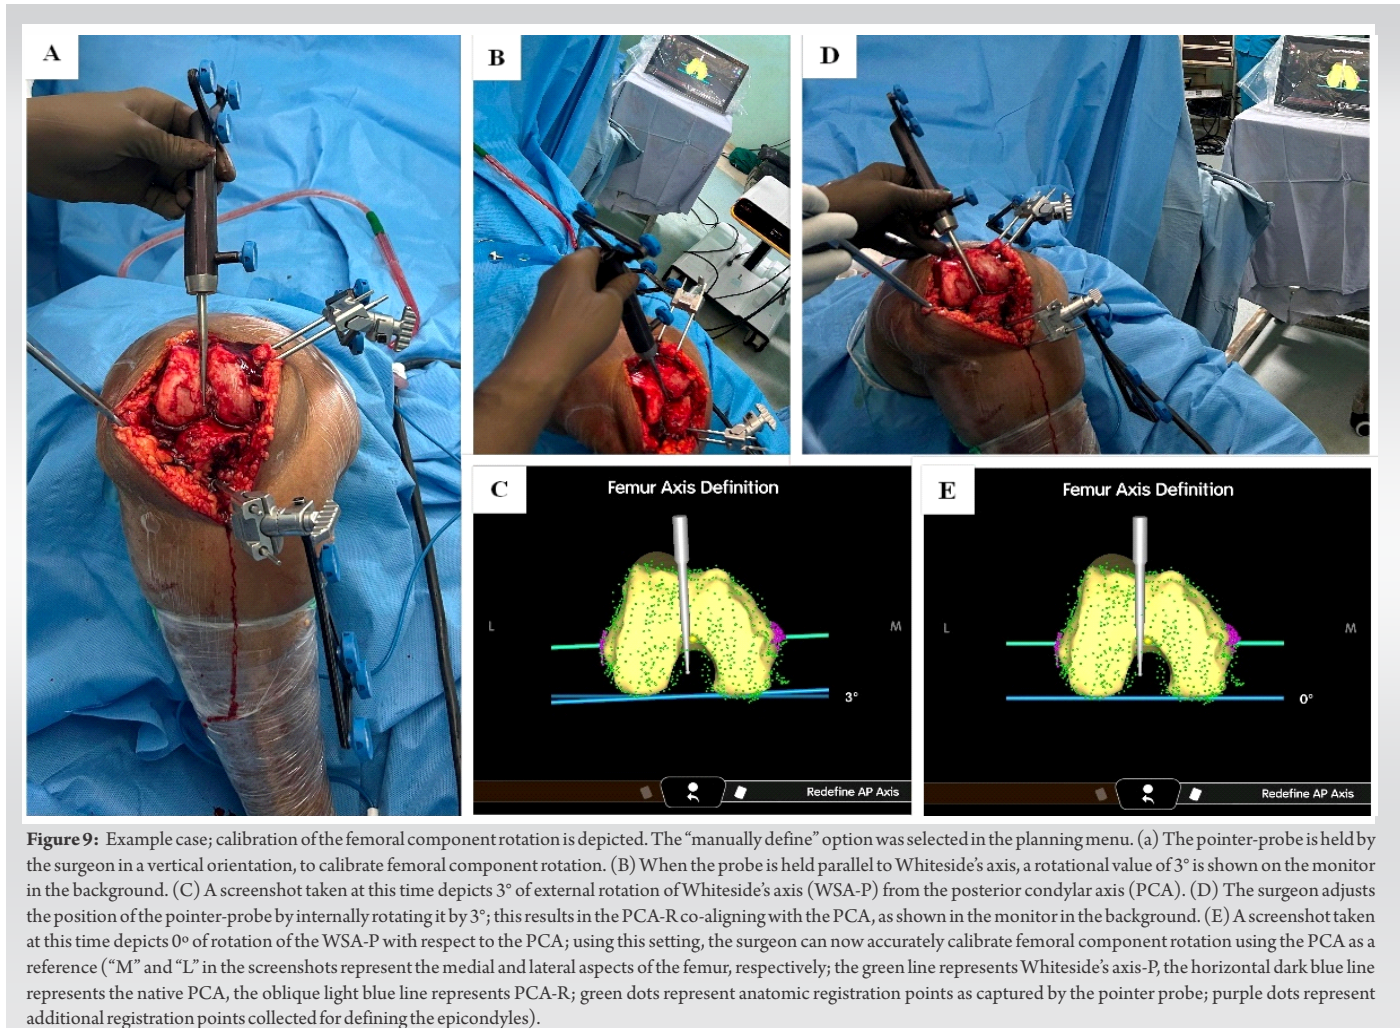 A
B
D
C
Femur Axis Definition
L
M
3°
Redefine AP Axis
E
Femur Axis Definition
L
M
0°
Redefine AP Axis
Figure 9: Example case; calibration of the femoral component rotation is depicted. The “manually define” option was selected in the planning menu. (a) The pointer-probe is held by
the surgeon in a vertical orientation, to calibrate femoral component rotation. (B) When the probe is held parallel to Whiteside’s axis, a rotational value of 3° is shown on the monitor
in the background. (C) A screenshot taken at this time depicts 3° of external rotation of Whiteside’s axis (WSA-P) from the posterior condylar axis (PCA). (D) The surgeon adjusts
the position of the pointer-probe by internally rotating it by 3°; this results in the PCA-R co-aligning with the PCA, as shown in the monitor in the background. (E) A screenshot taken
at this time depicts 0º of rotation of the WSA-P with respect to the PCA; using this setting, the surgeon can now accurately calibrate femoral component rotation using the PCA as a
reference (“M” and “L” in the screenshots represent the medial and lateral aspects of the femur, respectively; the green line represents Whiteside’s axis-P, the horizontal dark blue line
represents the native PCA, the oblique light blue line represents PCA-R; green dots represent anatomic registration points as captured by the pointer probe; purple dots represent
additional registration points collected for defining the epicondyles).